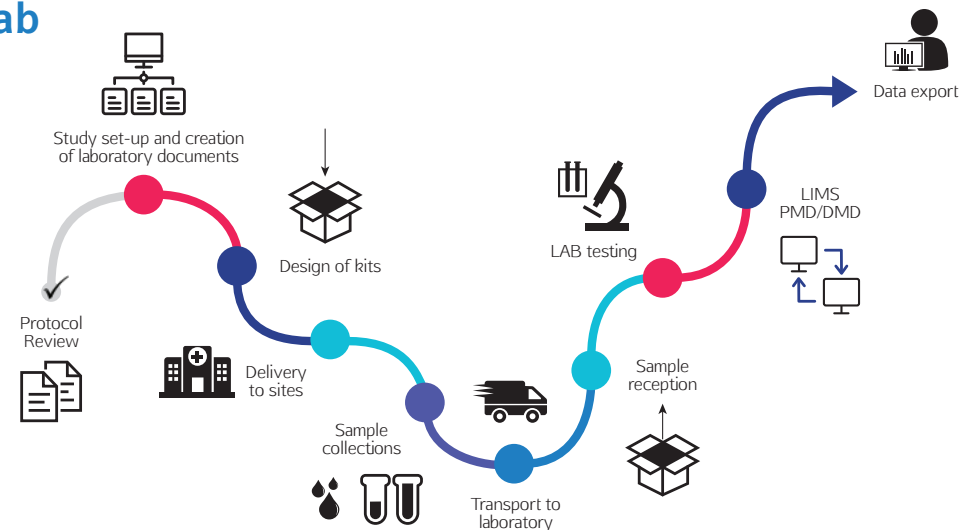 ab
Study set-up and creation
of laboratory documents
Design of kits
Protocol
Review
Delivery
to sites
Sample
collections
Transport to
laboratory
Sample
reception
LAB testing
LIMS
PMD/DMD
Data export